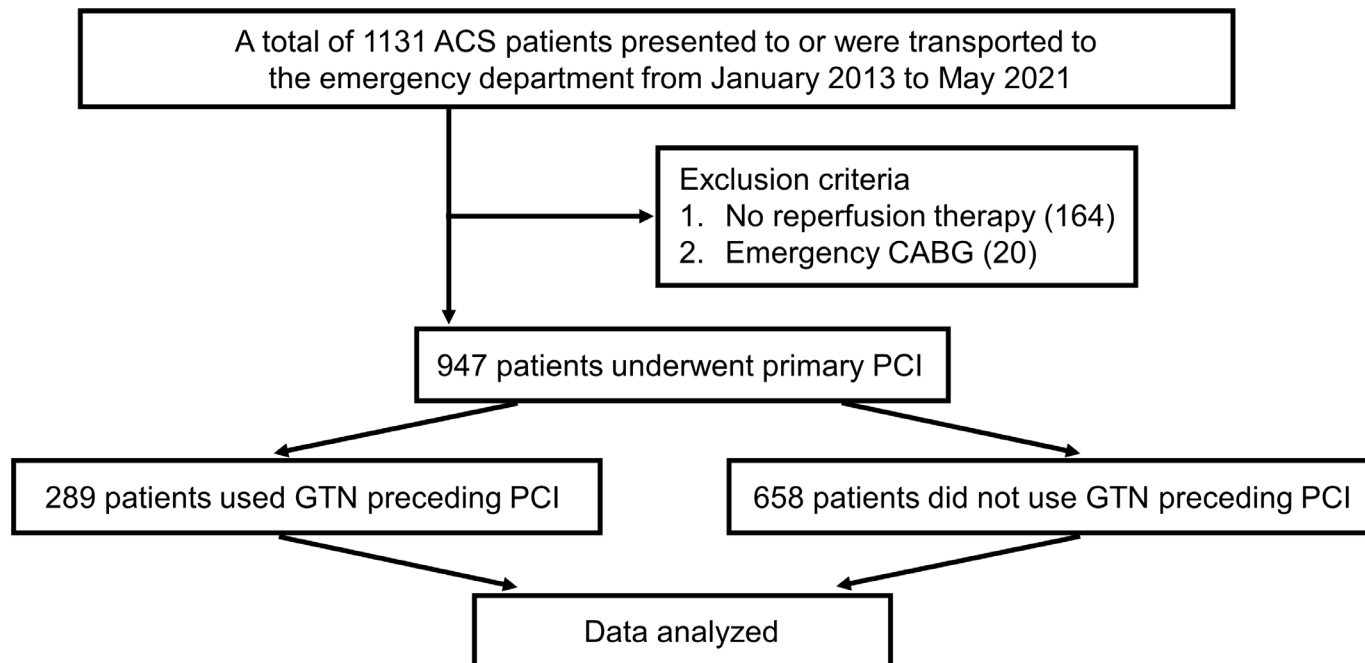 A total of 1131 ACS patients presented to or were transported to
the emergency department from January 2013 to May 2021
Exclusion criteria
1. No reperfusion therapy (164)
2. Emergency CABG (20)
947 patients underwent primary PCI
289 patients used GTN preceding PCI
658 patients did not use GTN preceding PCI
Data analyzed